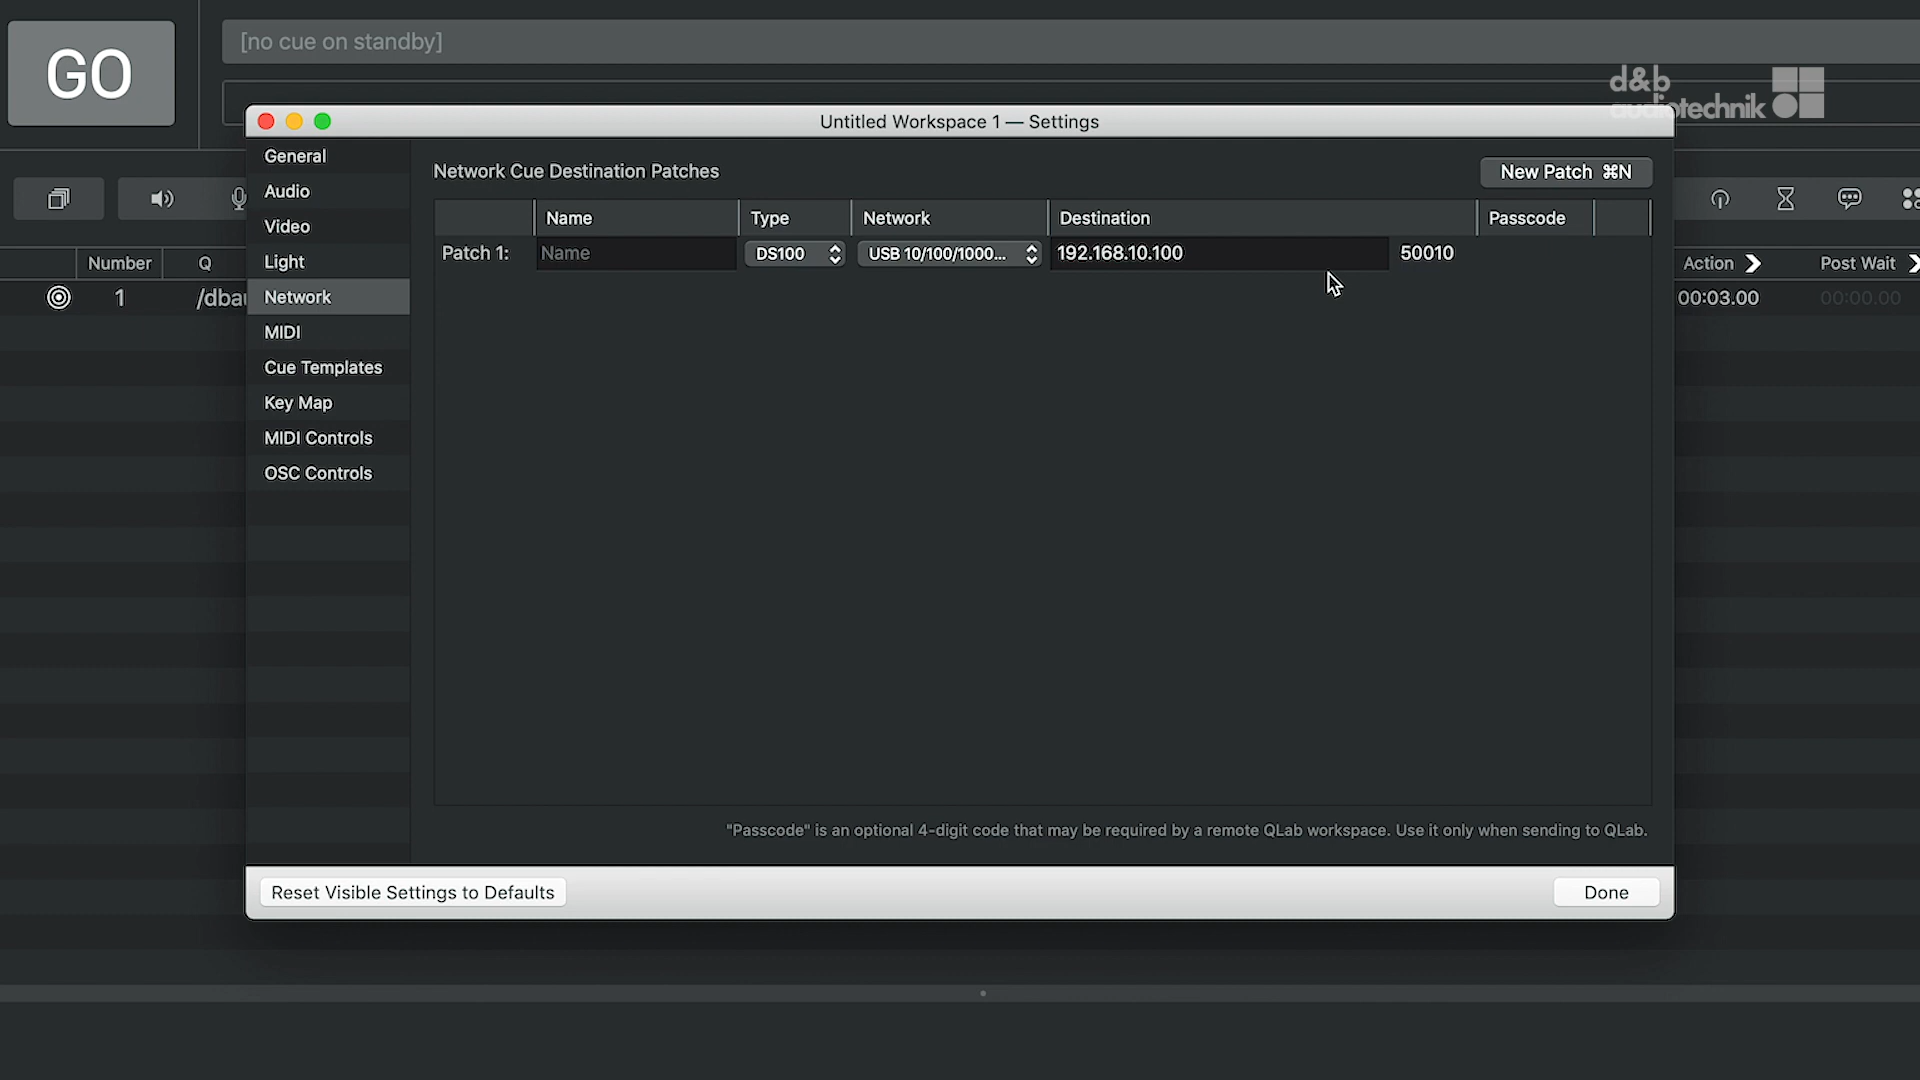 GO
[no cue on standby]
d&b
audiotechnik
Untitled Workspace 1 — Settings
General
Audio
Video
Light
Network
MIDI
Cue Templates
Key Map
MIDI Controls
OSC Controls
Network Cue Destination Patches
New Patch ⌘N
Name Type Network Destination Passcode
Patch 1: Name DS100 USB 10/100/1000... 192.168.10.100 50010
Number Q Action Post Wait
1 /dbau 00:03.00 00:00.00
"Passcode" is an optional 4-digit code that may be required by a remote QLab workspace. Use it only when sending to QLab.
Reset Visible Settings to Defaults
Done